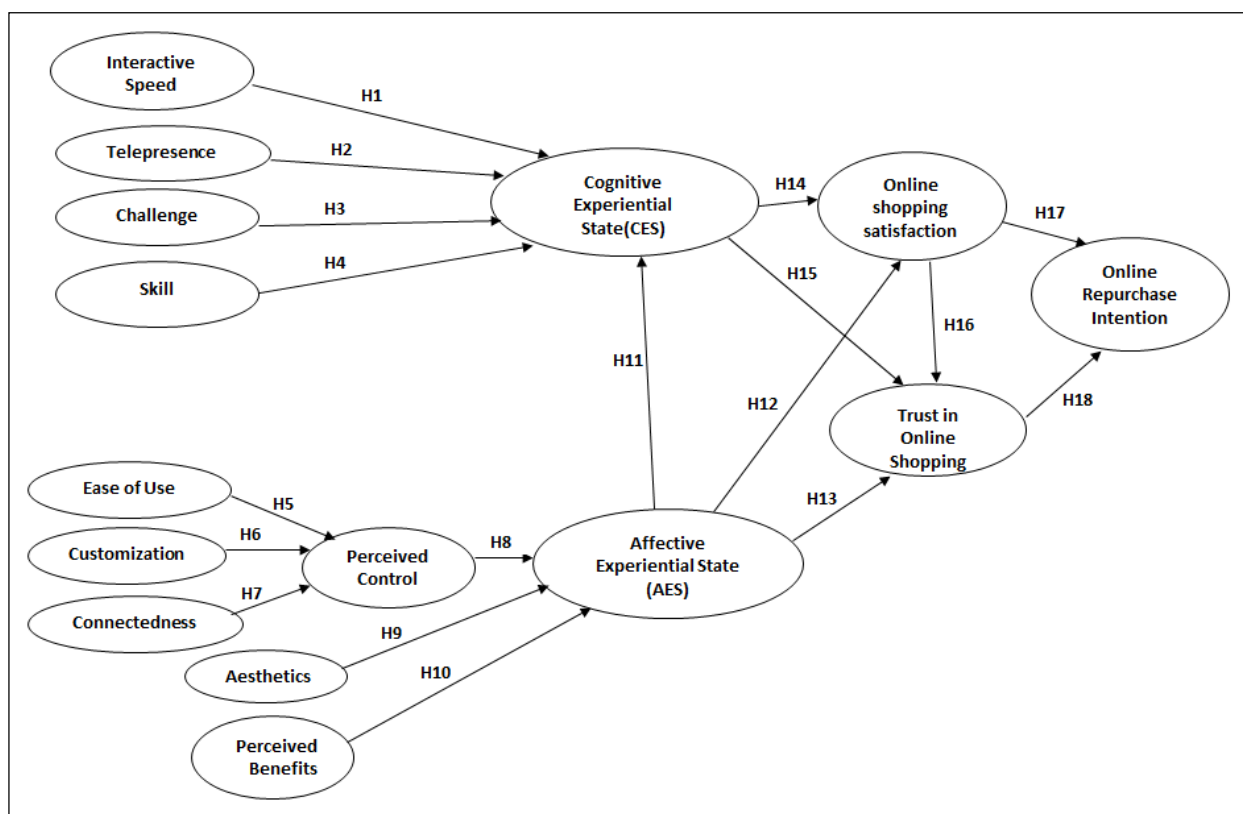 Interactive
Speed
H1
Telepresence
H2
Challenge
H3
Skill
H4
Cognitive
Experiential
State(CES)
H14
Online
shopping
satisfaction
H17
H15
H16
Online
Repurchase
Intention
H11
H12
H18
Trust in
Online
Shopping
H13
Ease of Use
H5
Customization
H6
Connectedness
H7
Perceived
Control
H8
Affective
Experiential State
(AES)
Aesthetics
H9
Perceived
Benefits
H10